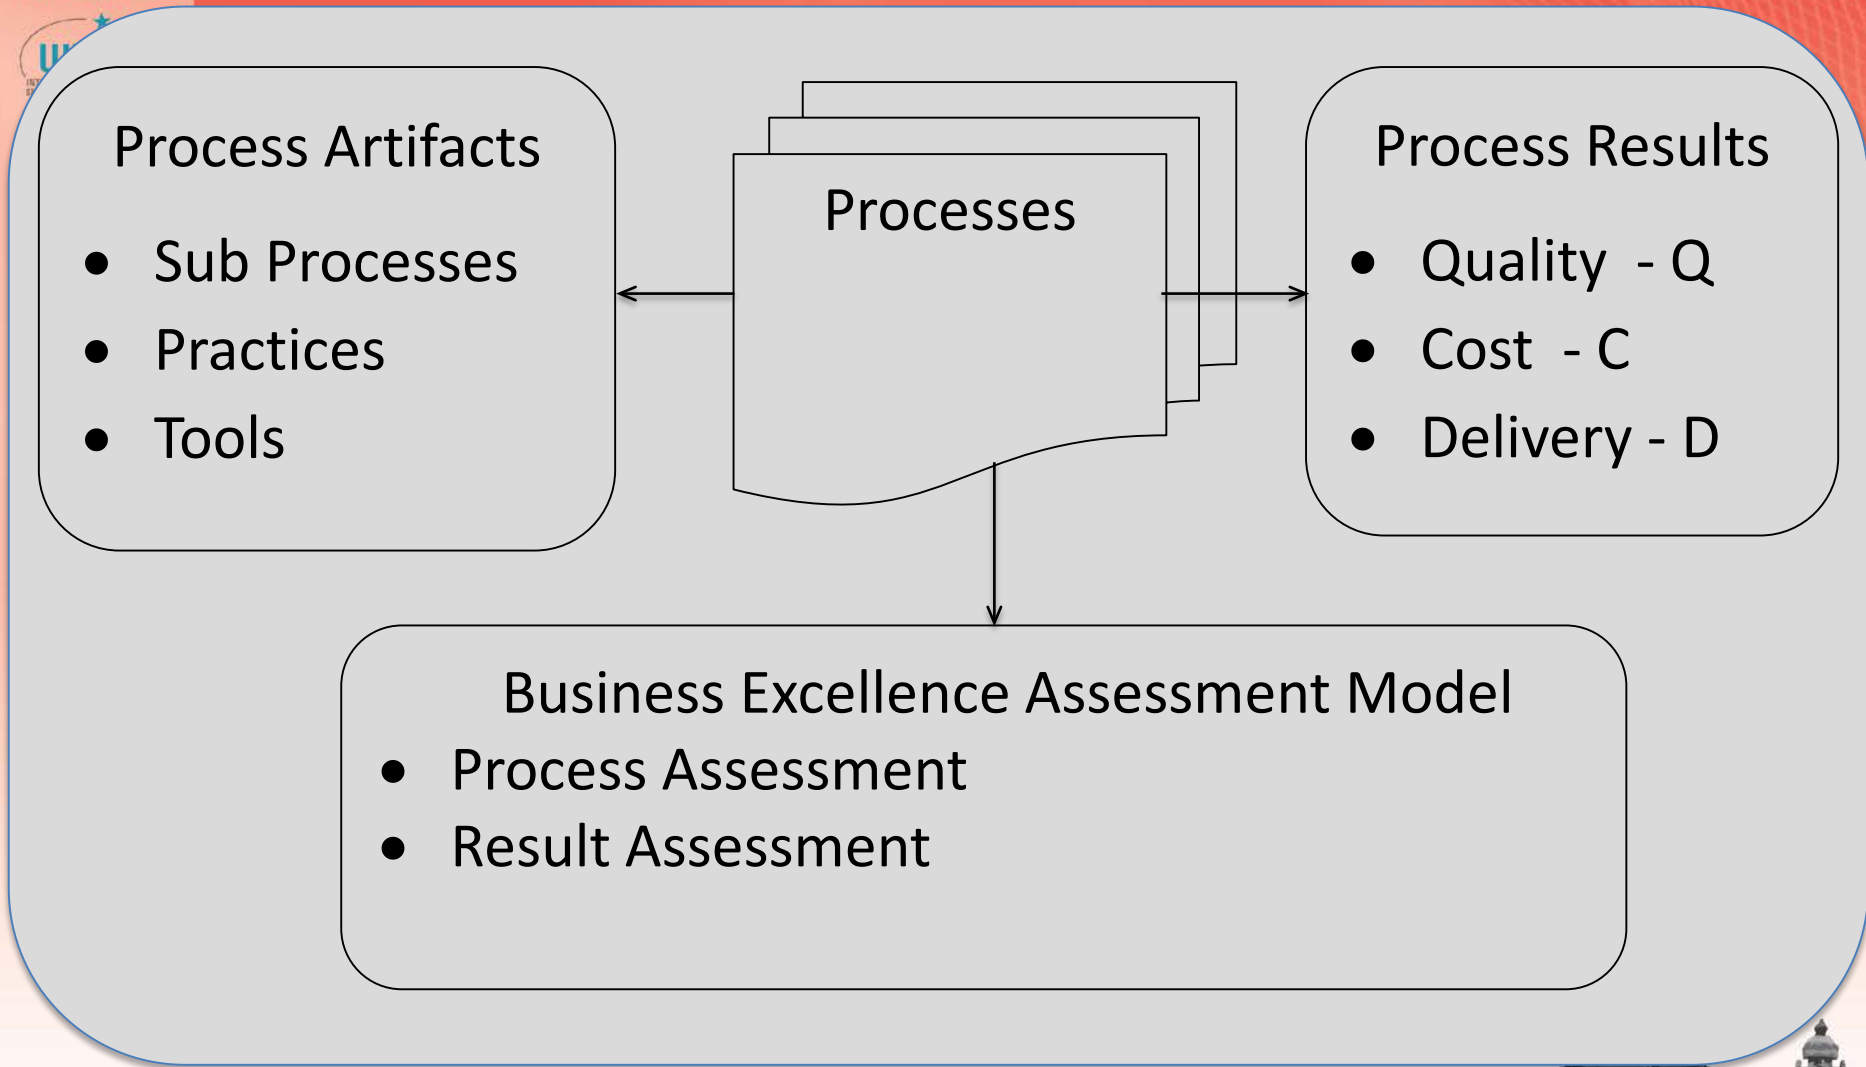 Process Artifacts
● Sub Processes
● Practices
● Tools
Processes
Process Results
● Quality - Q
● Cost - C
● Delivery - D
Business Excellence Assessment Model
● Process Assessment
● Result Assessment